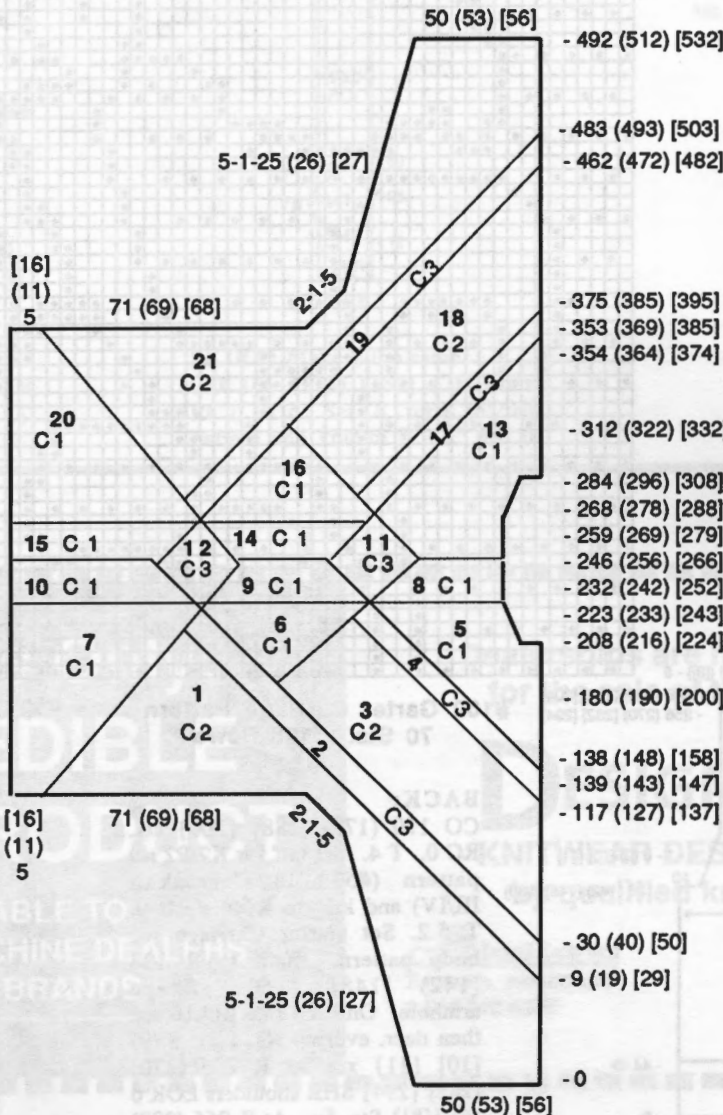 50 (53) [56]
- 492 (512) [532]
- 483 (493) [503]
5-1-25 (26) [27]
- 462 (472) [482]
C3
[16]
(11)
5
71 (69) [68]
2-1-5
- 375 (385) [395]
- 353 (369) [385]
- 354 (364) [374]
18
C2
19
21
C2
C3
17
13
C1
20
C1
- 312 (322) [332
16
C1
- 284 (296) [308]
- 268 (278) [288]
- 259 (269) [279]
- 246 (256) [266]
- 232 (242) [252]
- 223 (233) [243]
- 208 (216) [224]
15 C 1
12
C3
14 C 1
11
C3
10 C 1
9 C 1
8 C 1
7
C1
6
C1
5
C1
4
C3
- 180 (190) [200]
1
C2
3
C2
2
C3
- 138 (148) [158]
- 139 (143) [147]
- 117 (127) [137]
[16]
(11)
5
71 (69) [68]
2-1-5
- 30 (40) [50]
- 9 (19) [29]
5-1-25 (26) [27]
- 0
50 (53) [56]